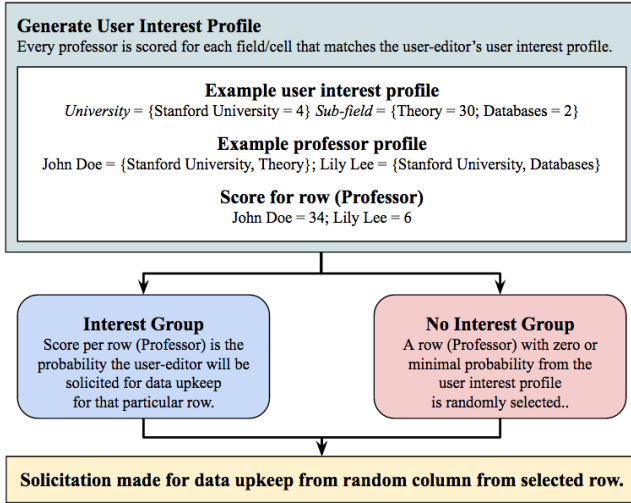 Generate User Interest Profile
Every professor is scored for each field/cell that matches the user-editor's user interest profile.
Example user interest profile
University = {Stanford University = 4} Sub-field = {Theory = 30; Databases = 2}
Example professor profile
John Doe = {Stanford University, Theory}; Lily Lee = {Stanford University, Databases}
Score for row (Professor)
John Doe = 34; Lily Lee = 6
Interest Group
Score per row (Professor) is the
probability the user-editor will be
solicited for data upkeep
for that particular row.
No Interest Group
A row (Professor) with zero or
minimal probability from the
user interest profile
is randomly selected..
Solicitation made for data upkeep from random column from selected row.